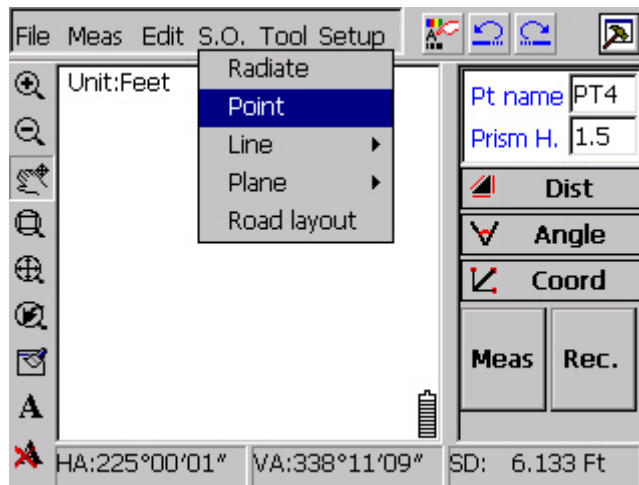 File Meas Edit S.O. Tool Setup
Unit:Feet
Radiate
Point
Line
Plane
Road layout
Pt name PT4
Prism H. 1.5
Dist
Angle
Coord
Meas Rec.
A
HA:225°00'01" VA:338°11'09" SD: 6.133 Ft